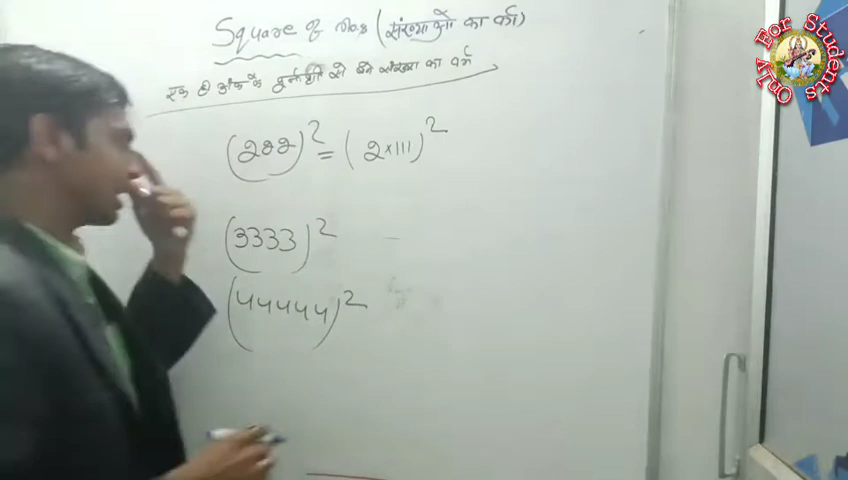 Square of Nos (संख्याओं का वर्ग)
एक ही अंक के से बने संख्या का वर्ग
(222)² = (2×111)²
(3333)²
(44444)²
Only For Students